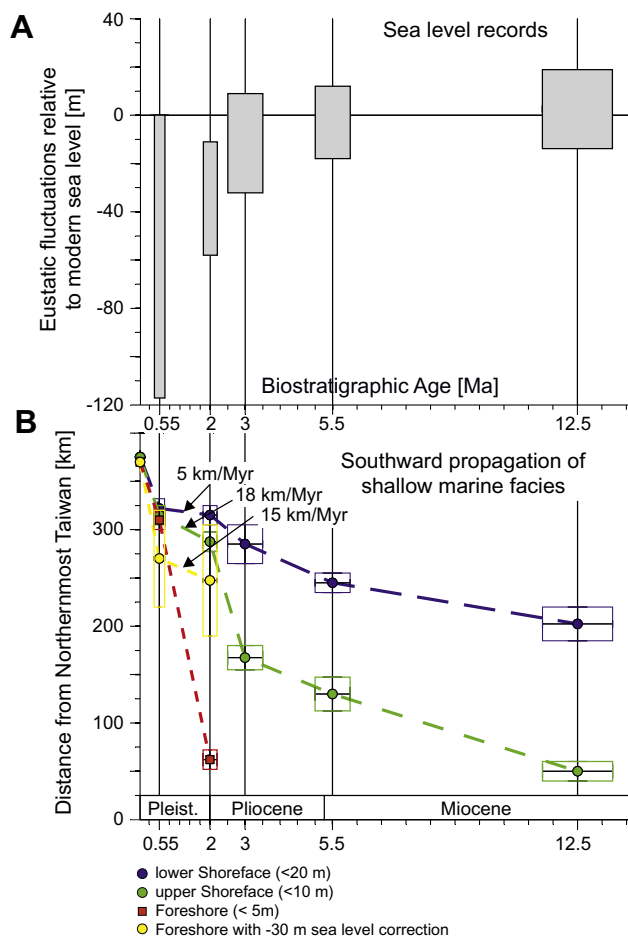 A
Sea level records
Eustatic fluctuations relative
to modern sea level [m]
40
0
-40
-80
-120
Biostratigraphic Age [Ma]
0.55 2 3 5.5 12.5
B
Southward propagation of
shallow marine facies
Distance from Northernmost Taiwan [km]
5 km/Myr
18 km/Myr
15 km/Myr
300
200
100
0
Pleist. Pliocene Miocene
0.55 2 3 5.5 12.5
lower Shoreface (<20 m)
upper Shoreface (<10 m)
Foreshore (< 5m)
Foreshore with -30 m sea level correction